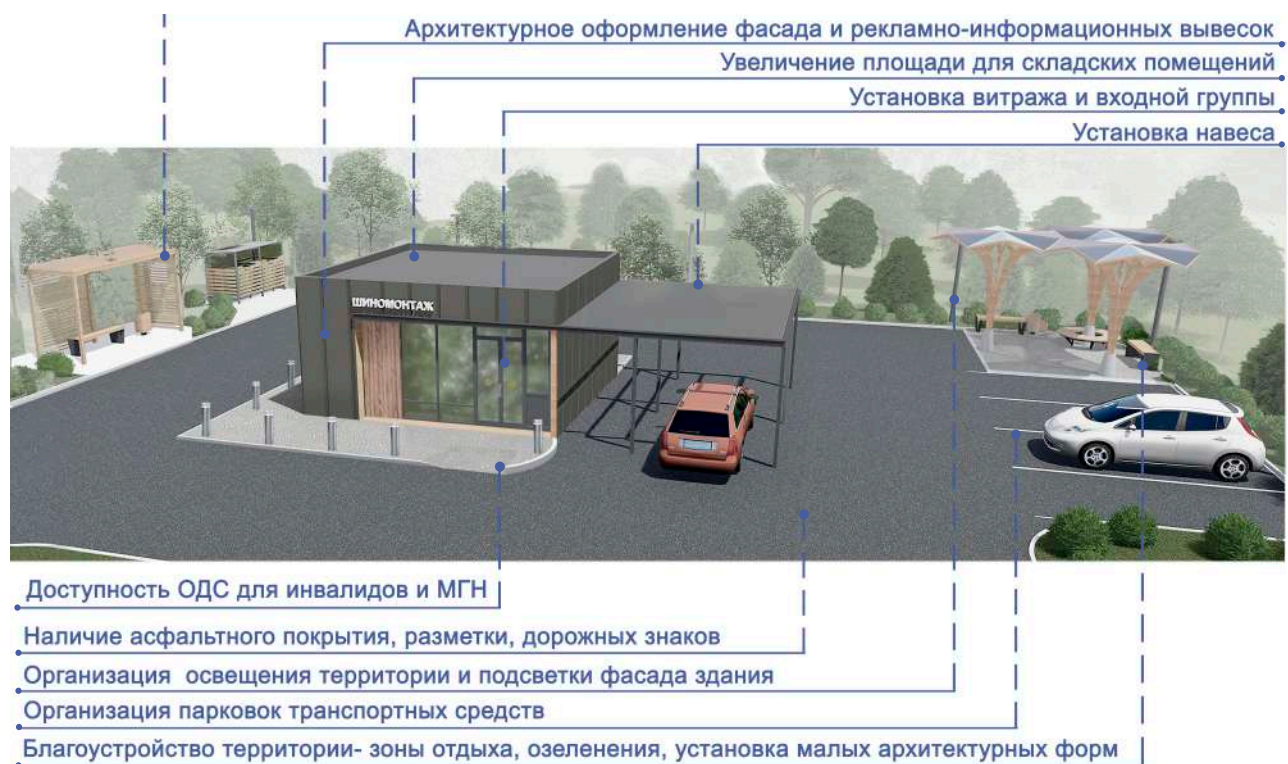 Архитектурное оформление фасада и рекламно-информационных вывесок
Увеличение площади для складских помещений
Установка витража и входной группы
Установка навеса
ШИНОМОНТАЖ
Доступность ОДС для инвалидов и МГН
Наличие асфальтного покрытия, разметки, дорожных знаков
Организация освещения территории и подсветки фасада здания
Организация парковок транспортных средств
Благоустройство территории- зоны отдыха, озеленения, установка малых архитектурных форм